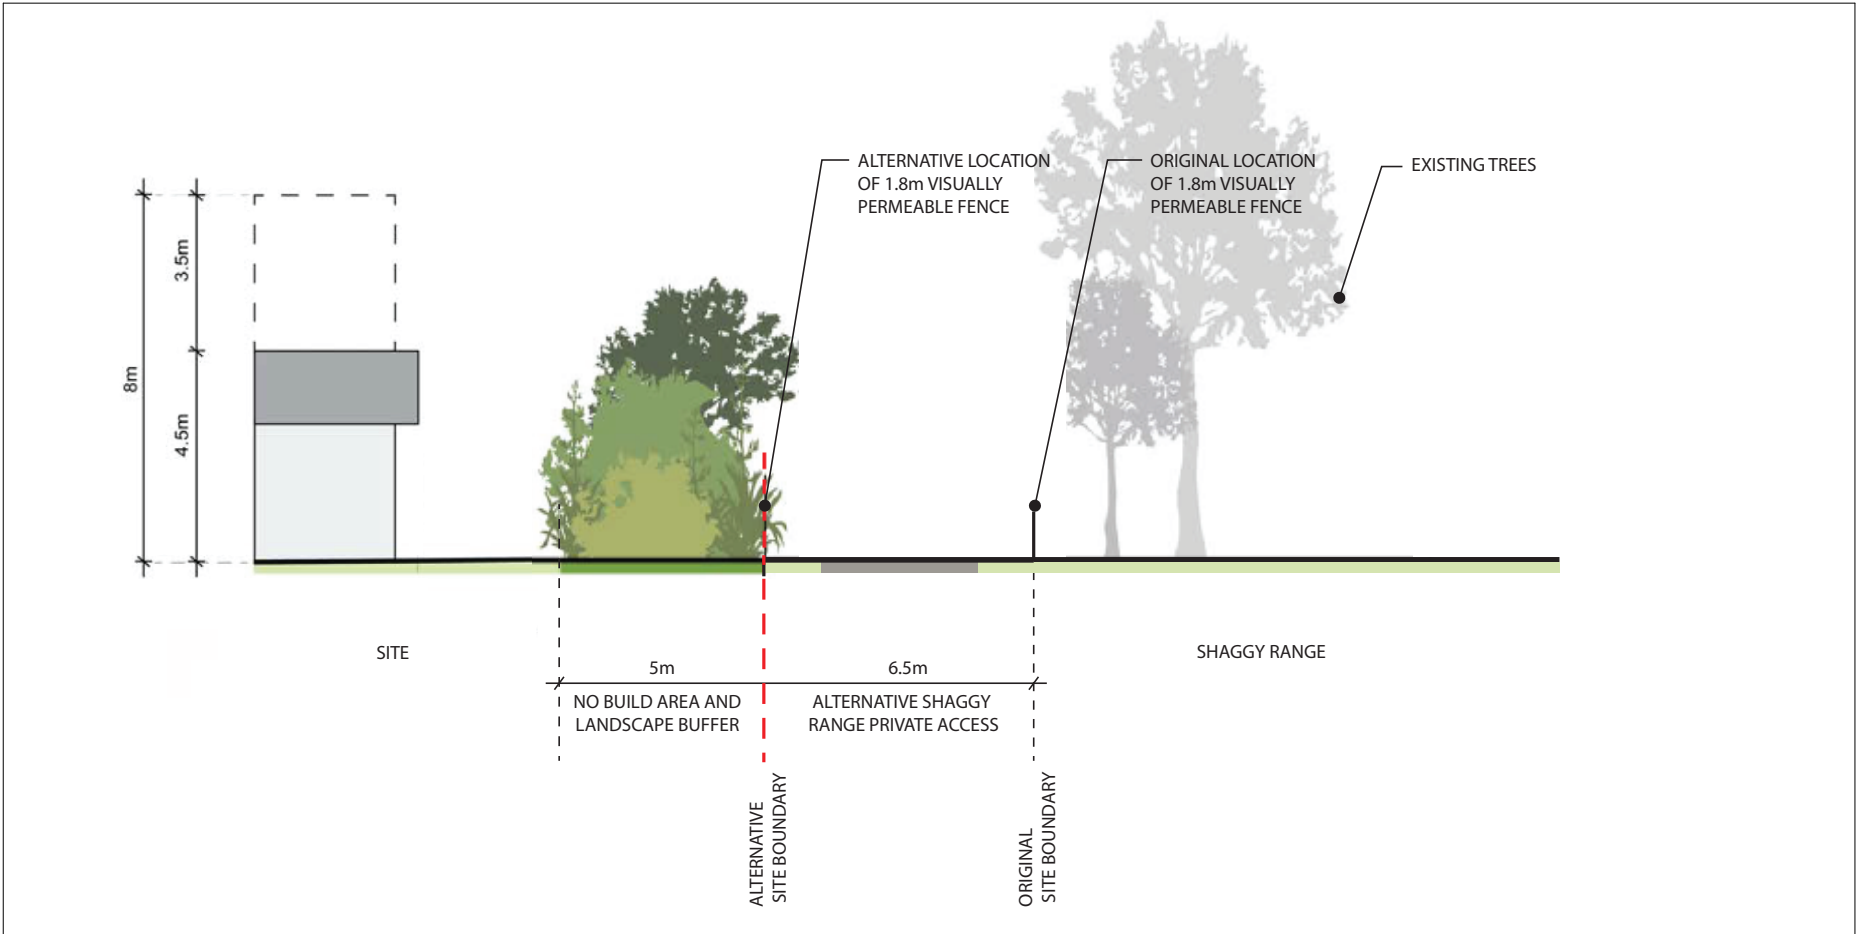 ALTERNATIVE LOCATION
OF 1.8m VISUALLY
PERMEABLE FENCE
ORIGINAL LOCATION
OF 1.8m VISUALLY
PERMEABLE FENCE
EXISTING TREES
8m
3.5m
4.5m
SITE
SHAGGY RANGE
5m
6.5m
NO BUILD AREA AND
LANDSCAPE BUFFER
ALTERNATIVE SHAGGY
RANGE PRIVATE ACCESS
ALTERNATIVE
SITE BOUNDARY
ORIGINAL
SITE BOUNDARY